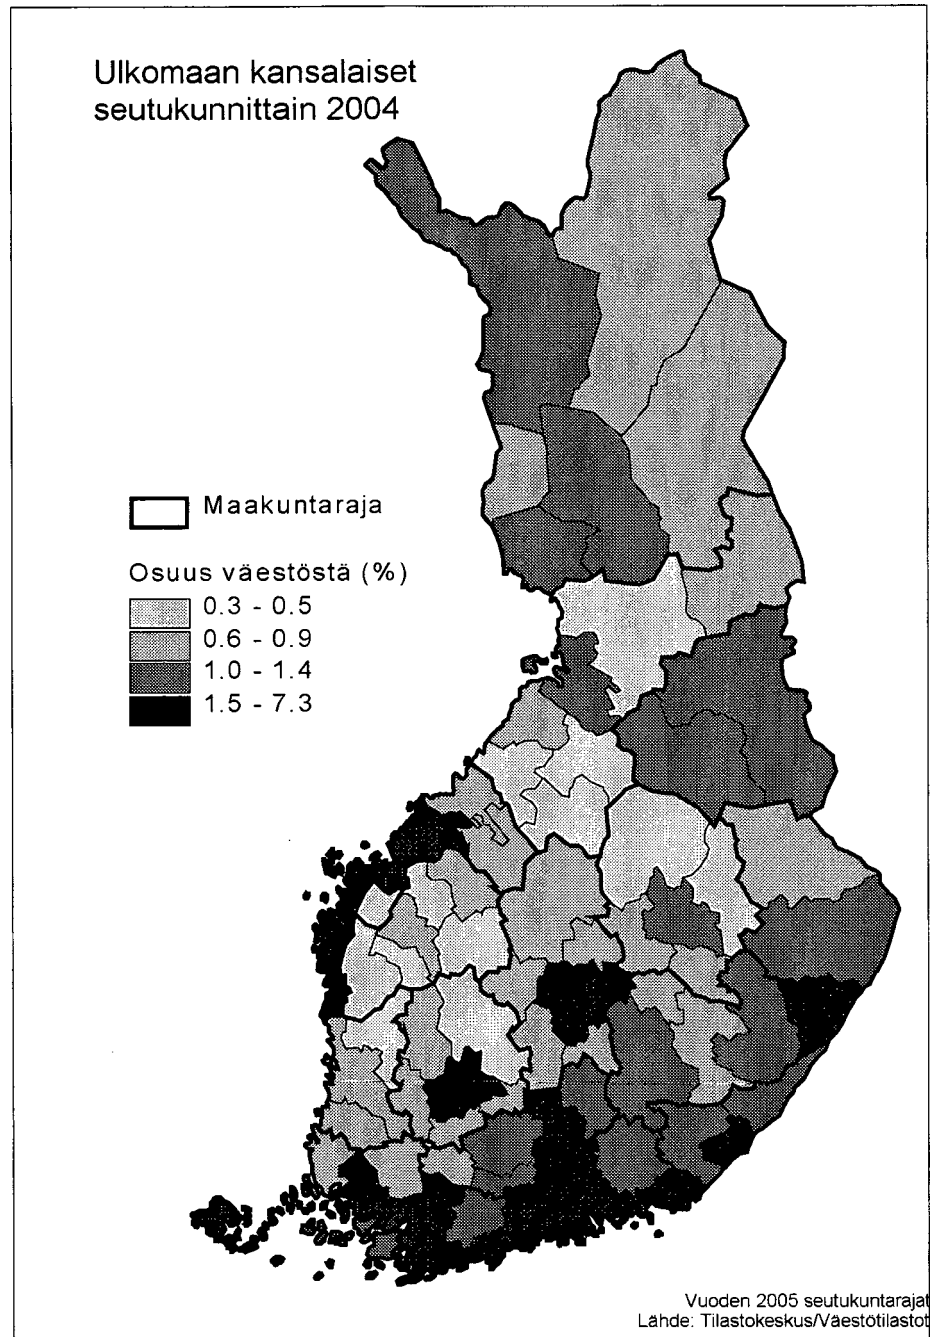 Ulkomaan kansalaiset
seutukunnittain 2004
Maakuntaraja
Osuus väestöstä (%)
0.3 - 0.5
0.6 - 0.9
1.0 - 1.4
1.5 - 7.3
Vuoden 2005 seutukuntarajat
Lähde: Tilastokeskus/Väestötilastot